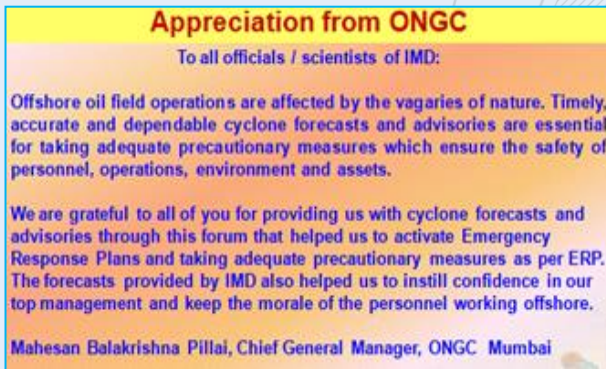 Appreciation from ONGC
To all officials / scientists of IMD:
Offshore oil field operations are affected by the vagaries of nature. Timely,
accurate and dependable cyclone forecasts and advisories are essential
for taking adequate precautionary measures which ensure the safety of
personnel, operations, environment and assets.
We are grateful to all of you for providing us with cyclone forecasts and
advisories through this forum that helped us to activate Emergency
Response Plans and taking adequate precautionary measures as per ERP.
The forecasts provided by IMD also helped us to instill confidence in our
top management and keep the morale of the personnel working offshore.
Mahesan Balakrishna Pillai, Chief General Manager, ONGC Mumbai